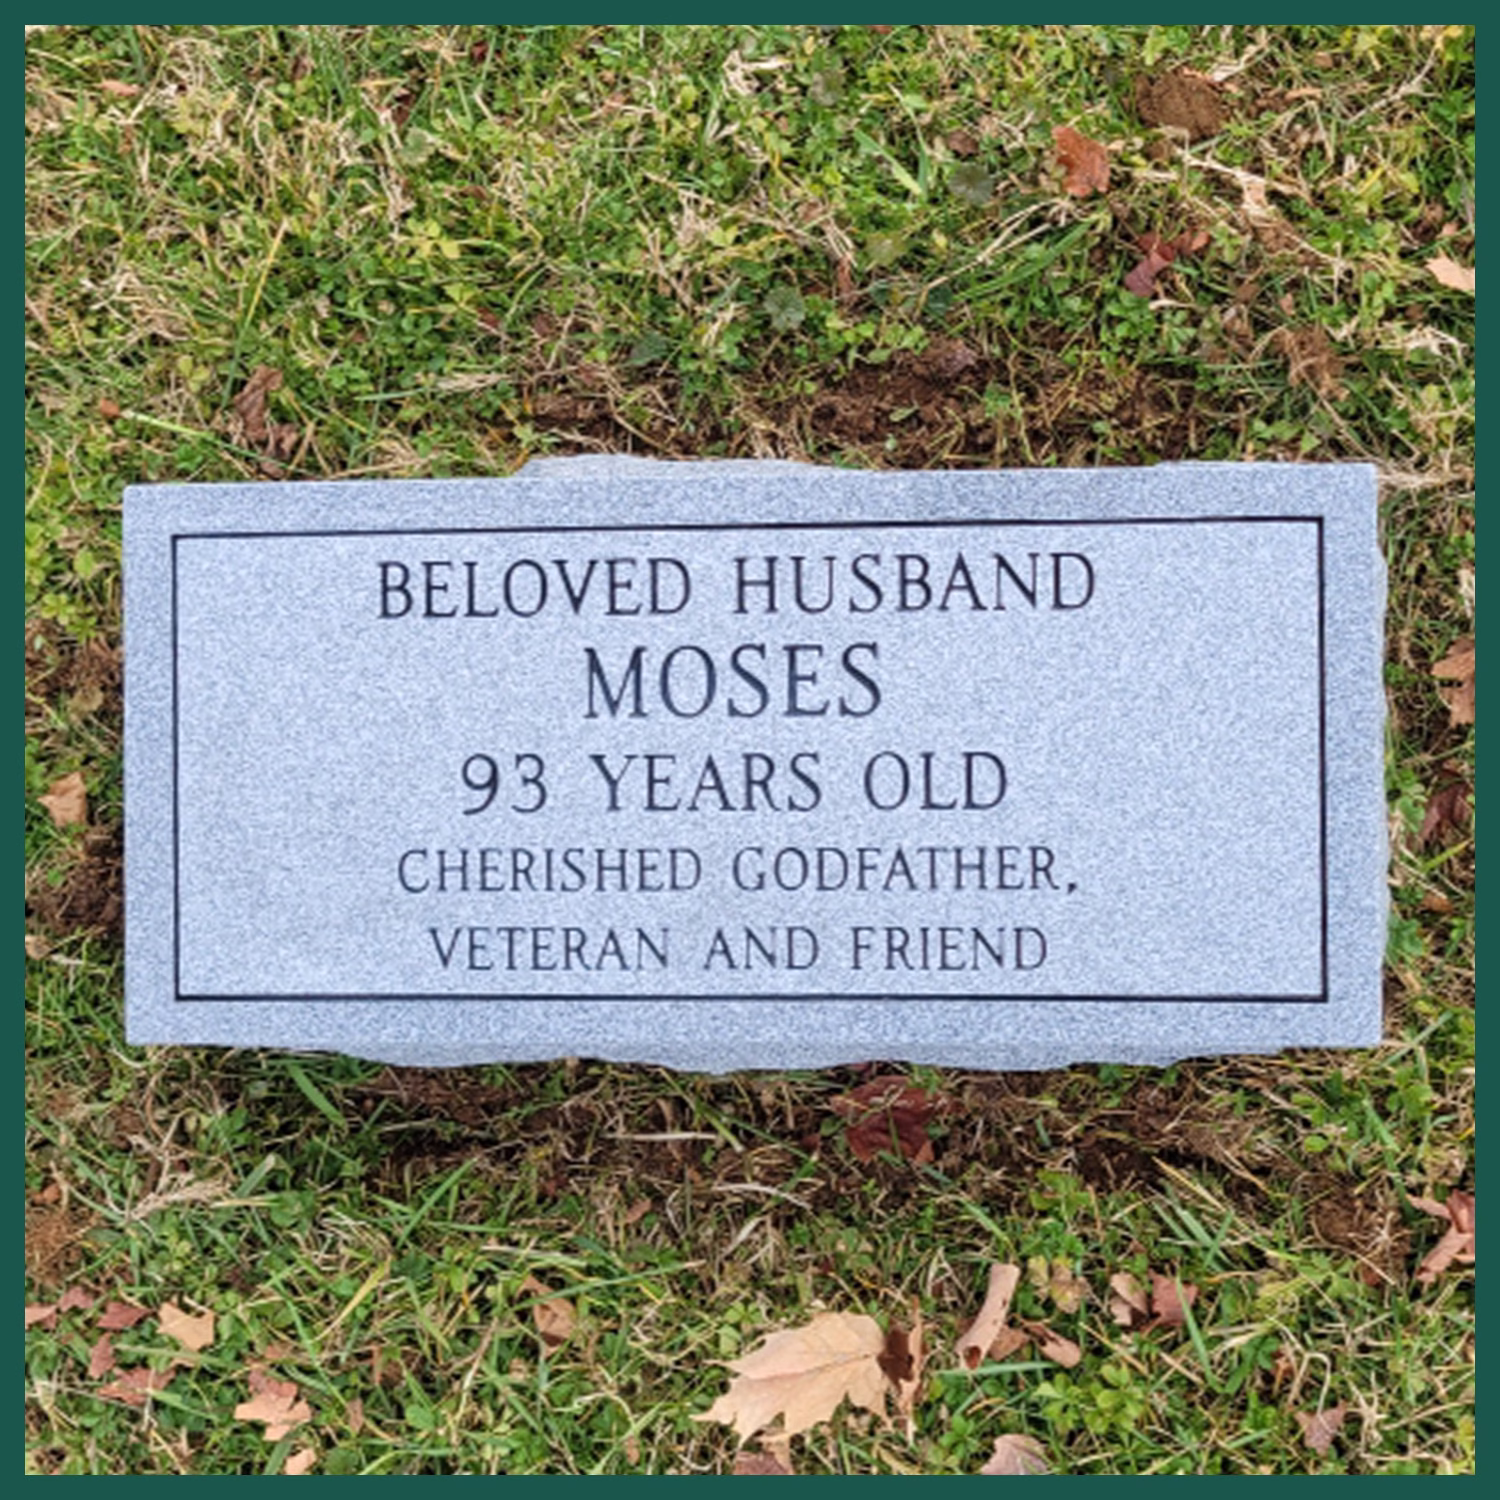 BELOVED HUSBAND
MOSES
93 YEARS OLD
CHERISHED GODFATHER,
VETERAN AND FRIEND